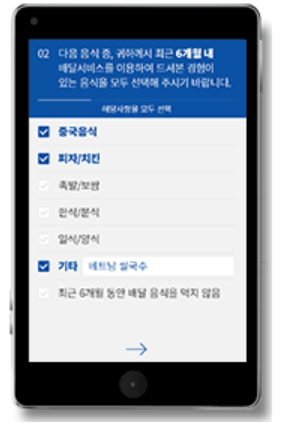 02 다음 음식 중, 귀하께서 최근 6개월 내
배달서비스를 이용하여 드셔본 경험이
있는 음식을 모두 선택해 주시기 바랍니다.
해당사항을 모두 선택
중국음식
피자/치킨
족발/보쌈
한식/분식
일식/양식
기타 베트남 쌀국수
최근 6개월 동안 배달 음식을 먹지 않음